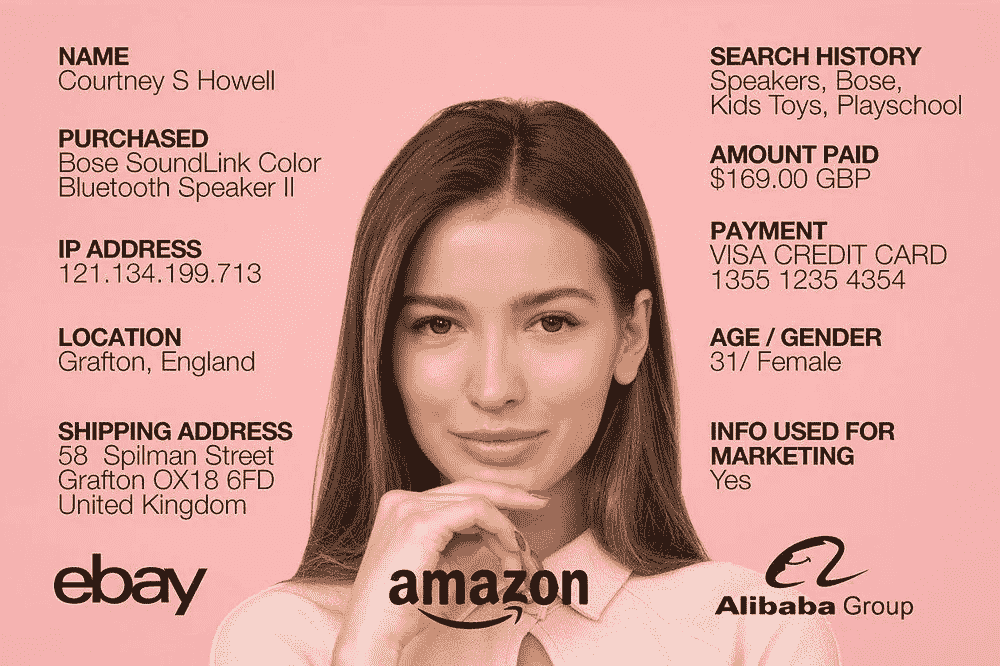 NAME
Courtney S Howell
PURCHASED
Bose SoundLink Color
Bluetooth Speaker II
IP ADDRESS
121.134.199.713
LOCATION
Grafton, England
SHIPPING ADDRESS
58  Spilman Street
Grafton OX18 6FD
United Kingdom
SEARCH HISTORY
Speakers, Bose,
Kids Toys, Playschool
AMOUNT PAID
$169.00 GBP
PAYMENT
VISA CREDIT CARD
1355 1235 4354
AGE / GENDER
31/ Female
INFO USED FOR
MARKETING
Yes
ebay
amazon
Alibaba Group